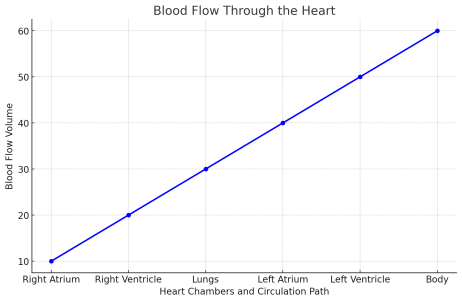 Blood Flow Through the Heart
60
50
40
30
20
10
Blood Flow Volume
Right Atrium Right Ventricle Lungs Left Atrium Left Ventricle Body
Heart Chambers and Circulation Path